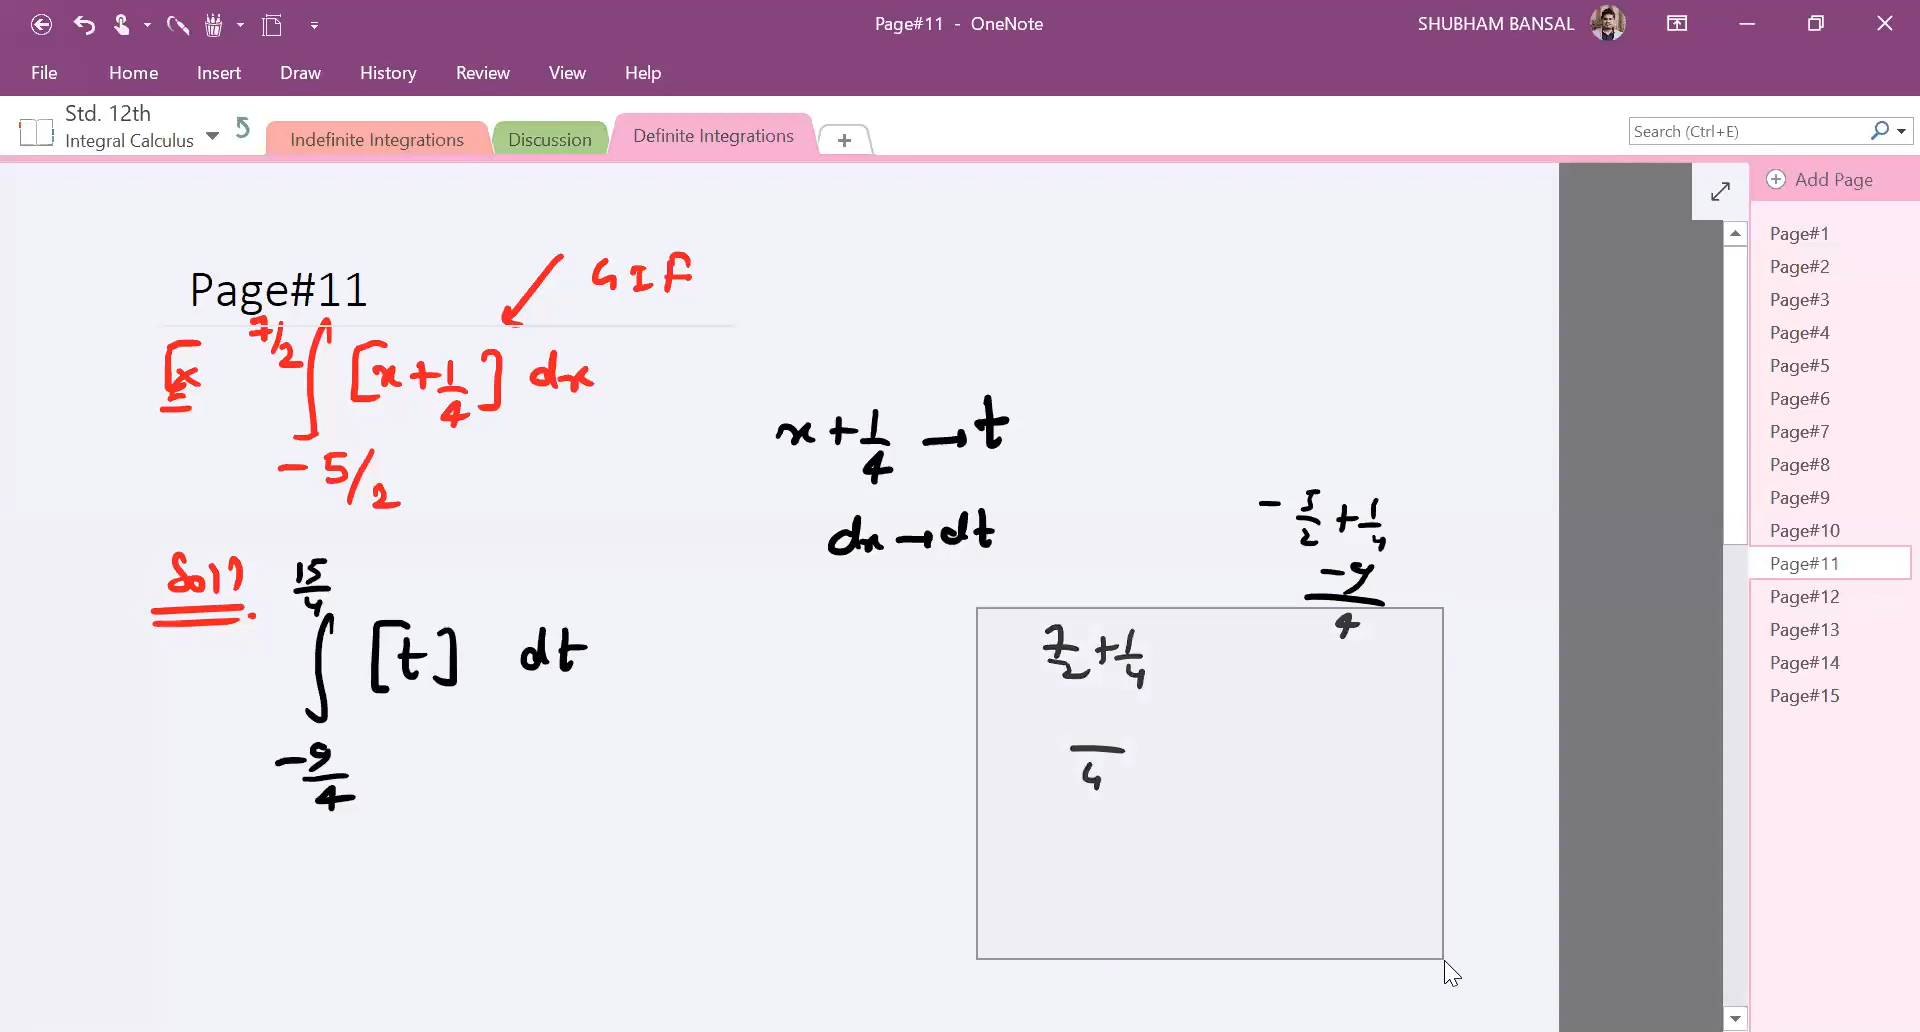 Page#11 - OneNote
SHUBHAM BANSAL
File Home Insert Draw History Review View Help
Std. 12th
Integral Calculus
Indefinite Integrations
Discussion
Definite Integrations
+
Search (Ctrl+E)
Add Page
Page#1
Page#2
Page#3
Page#4
Page#5
Page#6
Page#7
Page#8
Page#9
Page#10
Page#11
Page#12
Page#13
Page#14
Page#15
Page#11
GIF
7/2
∫ [x+1/4] dx
-5/2
x+1/4 → t
dx → dt
Solⁿ
15/4
∫ [t] dt
-9/4
-5/2+1/4
-9/4
7/2+1/4
/4